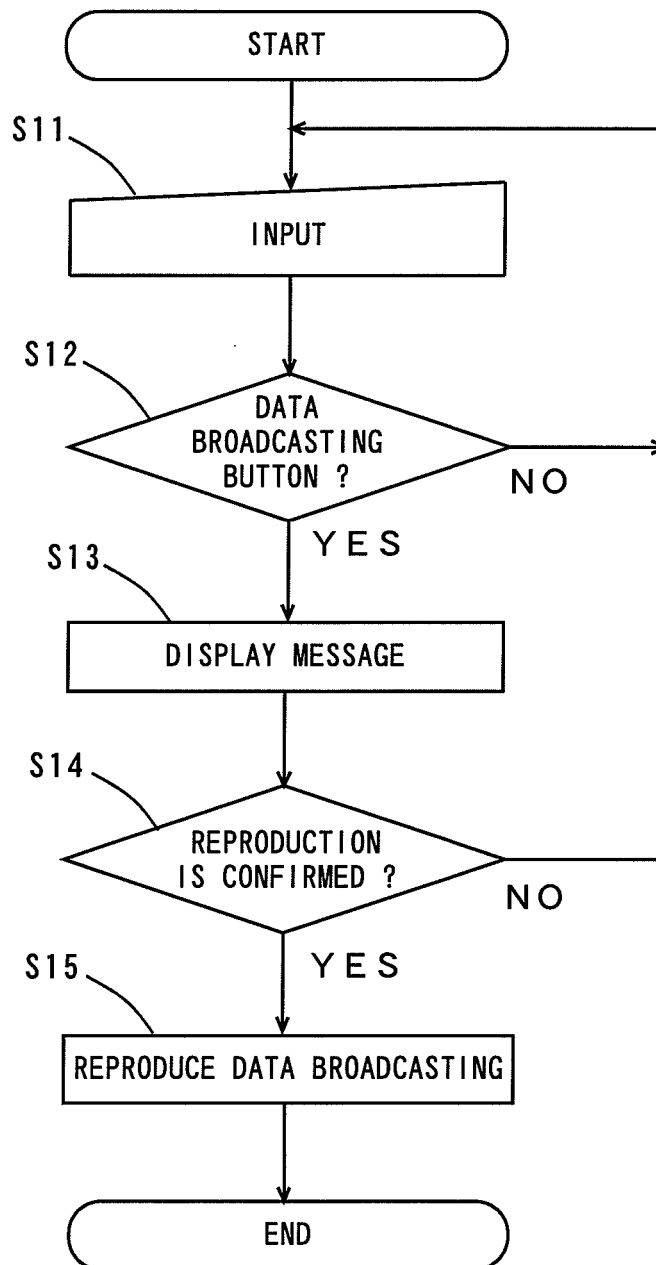 START
S11
INPUT
S12
DATA
BROADCASTING
BUTTON ?
NO
YES
S13
DISPLAY MESSAGE
S14
REPRODUCTION
IS CONFIRMED ?
NO
YES
S15
REPRODUCE DATA BROADCASTING
END